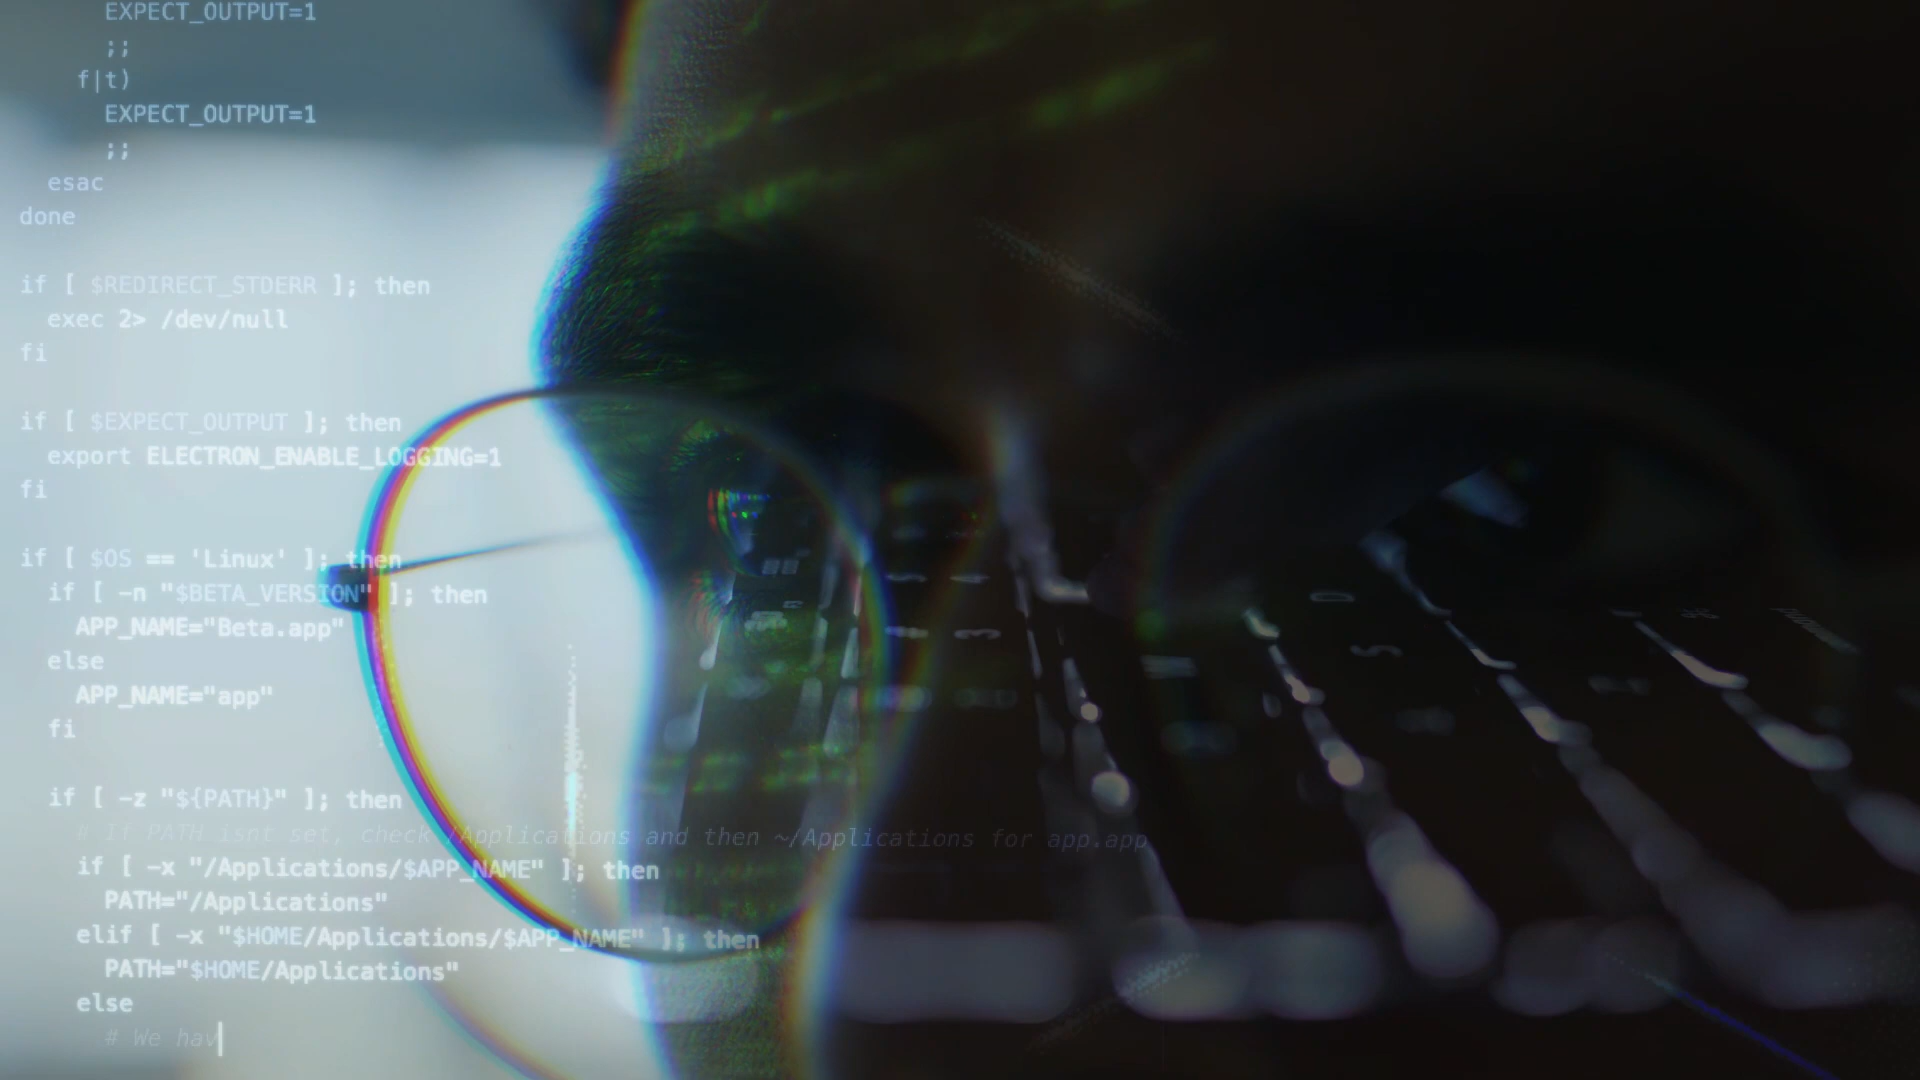 EXPECT_OUTPUT=1
;;
f|t)
EXPECT_OUTPUT=1
;;
esac
done
if [ $REDIRECT_STDERR ]; then
exec 2> /dev/null
fi
if [ $EXPECT_OUTPUT ]; then
export ELECTRON_ENABLE_LOGGING=1
fi
if [ $OS == 'Linux' ]; then
if [ -n "$BETA_VERSION" ]; then
APP_NAME="Beta.app"
else
APP_NAME="app"
fi
if [ -z "${PATH}" ]; then
# If PATH isnt set, check /Applications and then ~/Applications for app.app
if [ -x "/Applications/$APP_NAME" ]; then
PATH="/Applications"
elif [ -x "$HOME/Applications/$APP_NAME" ]; then
PATH="$HOME/Applications"
else
# We hav